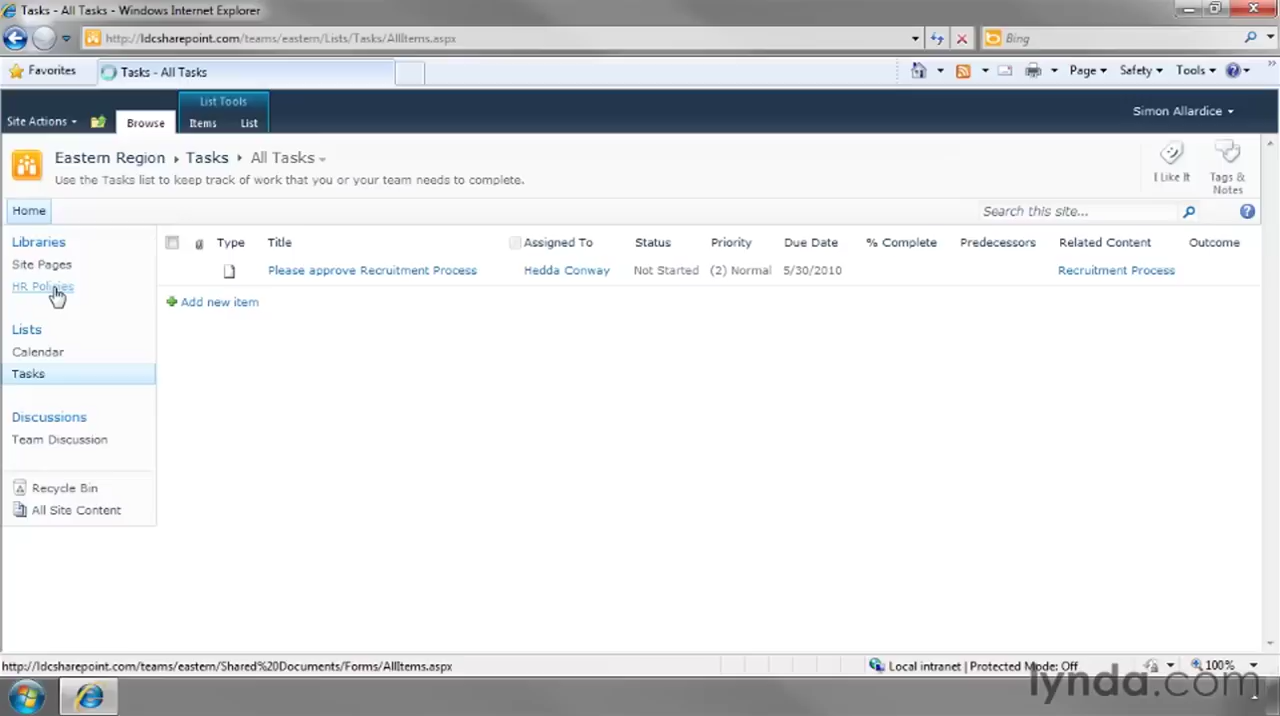 Tasks - All Tasks - Windows Internet Explorer
http://ldcsharepoint.com/teams/eastern/Lists/Tasks/AllItems.aspx
Bing
Favorites
Tasks - All Tasks
Page
Safety
Tools
List Tools
Site Actions
Browse
Items
List
Simon Allardice
Eastern Region
Tasks
All Tasks
Use the Tasks list to keep track of work that you or your team needs to complete.
I Like It
Tags &
Notes
Home
Search this site...
Libraries
Site Pages
HR Policies
Lists
Calendar
Tasks
Discussions
Team Discussion
Recycle Bin
All Site Content
Type Title Assigned To Status Priority Due Date % Complete Predecessors Related Content Outcome
Please approve Recruitment Process Hedda Conway Not Started (2) Normal 5/30/2010 Recruitment Process
Add new item
http://ldcsharepoint.com/teams/eastern/Shared%20Documents/Forms/AllItems.aspx
Local intranet | Protected Mode: Off
100%
lynda.com